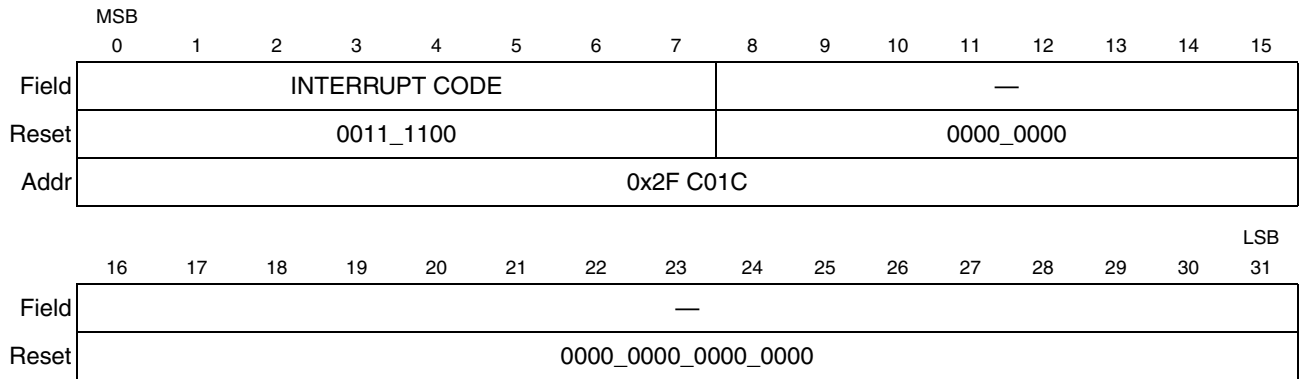 MSB
0 1 2 3 4 5 6 7 8 9 10 11 12 13 14 15
Field INTERRUPT CODE —
Reset 0011_1100 0000_0000
Addr 0x2F C01C
LSB
16 17 18 19 20 21 22 23 24 25 26 27 28 29 30 31
Field —
Reset 0000_0000_0000_0000